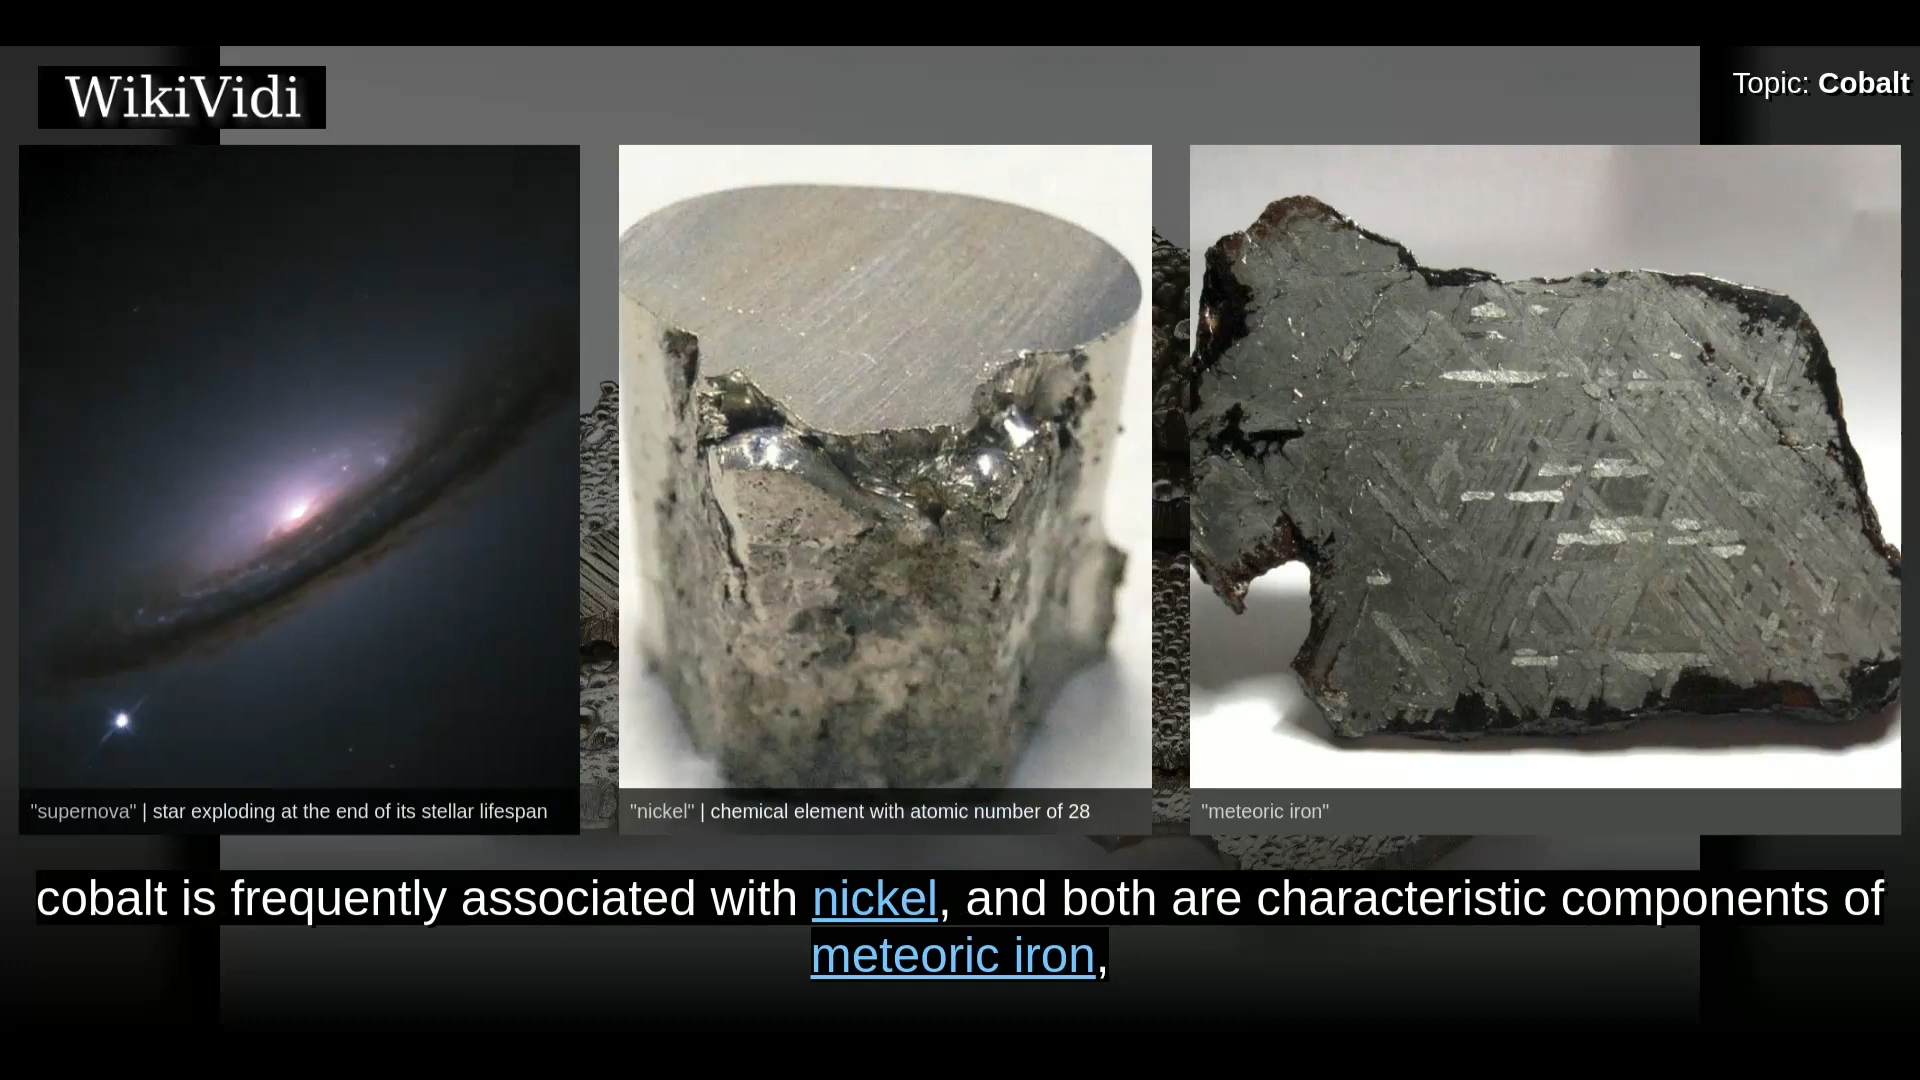 WikiVidi
Topic: Cobalt
"supernova" | star exploding at the end of its stellar lifespan
"nickel" | chemical element with atomic number of 28
"meteoric iron"
cobalt is frequently associated with nickel, and both are characteristic components of
meteoric iron,